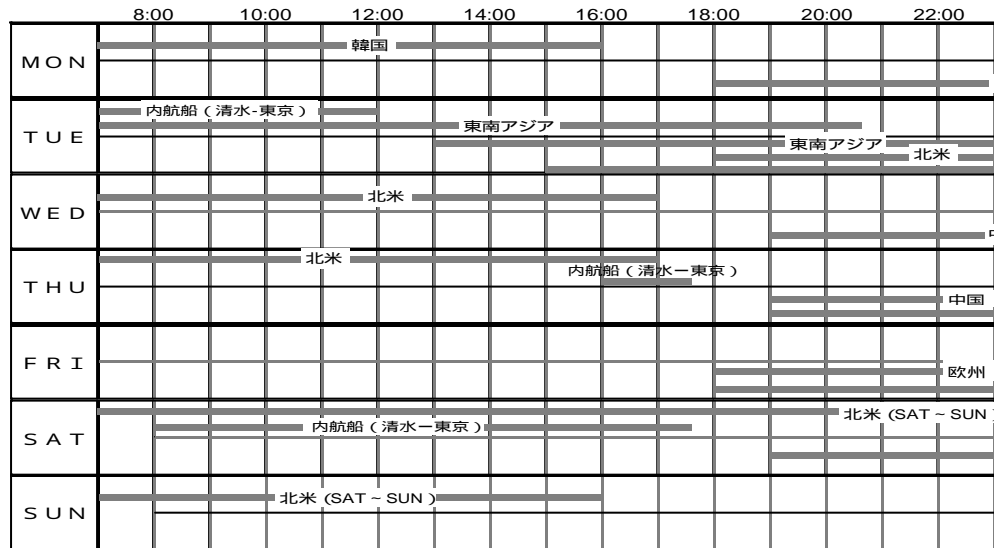 8:00 10:00 12:00 14:00 16:00 18:00 20:00 22:00
MON
韓国
TUE
内航船（清水-東京）
東南アジア
東南アジア
北米
WED
北米
THU
北米
内航船（清水ー東京）
中国
FRI
欧州
SAT
北米 (SAT ~ SUN )
内航船（清水ー東京）
SUN
北米 (SAT ~ SUN )